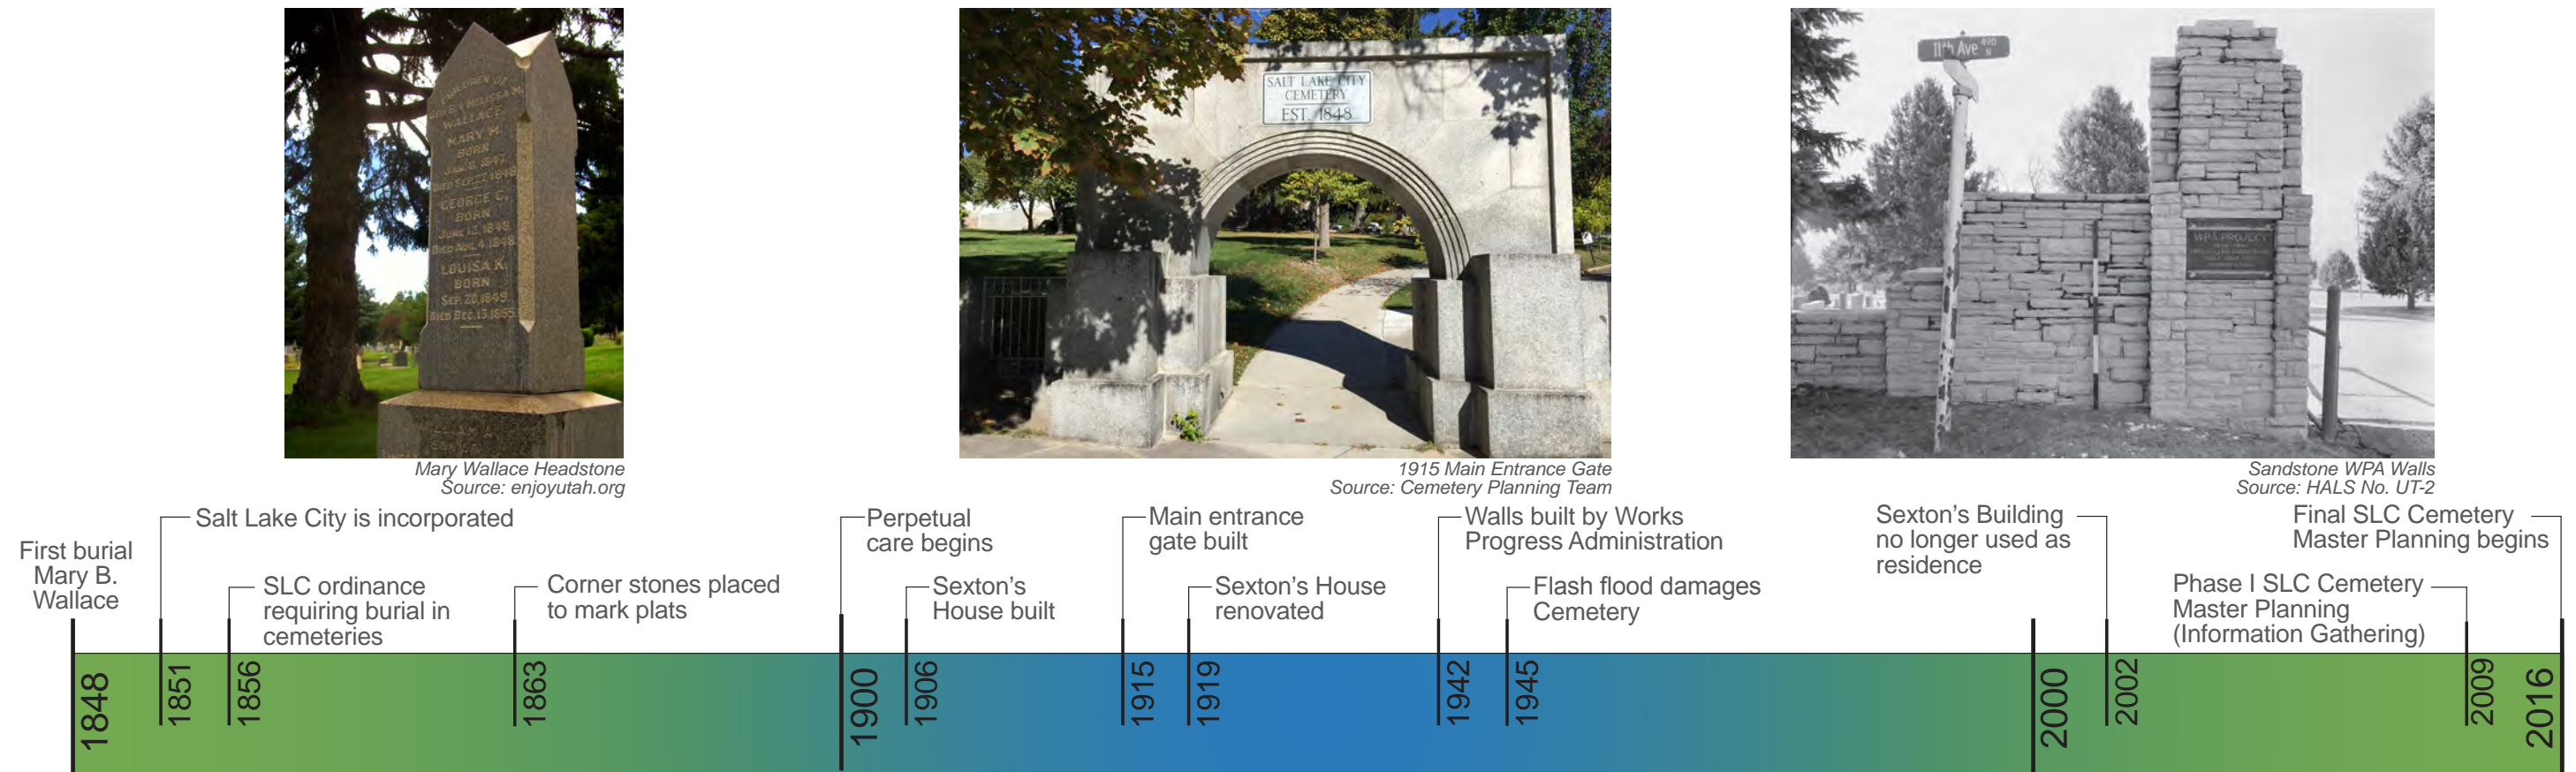 CHILDREN OF
WALLACE
MARY M.
BORN
JAN. 8. 1847.
DIED SEP. 27. 1848
GEORGE C.
BORN
JUNE 12. 1848.
DIED AUG. 4. 1848.
LOUISA K.
BORN
SEP. 20. 1849.
DIED DEC. 13. 1865.
Mary Wallace Headstone
Source: enjoyutah.org
SALT LAKE CITY
CEMETERY
EST. 1848
1915 Main Entrance Gate
Source: Cemetery Planning Team
11th Ave 490 N
WPA PROJECT
Sandstone WPA Walls
Source: HALS No. UT-2
First burial
Mary B.
Wallace
Salt Lake City is incorporated
SLC ordinance
requiring burial in
cemeteries
Corner stones placed
to mark plats
Perpetual
care begins
Sexton's
House built
Main entrance
gate built
Sexton's House
renovated
Walls built by Works
Progress Administration
Flash flood damages
Cemetery
Sexton's Building
no longer used as
residence
Phase I SLC Cemetery
Master Planning
(Information Gathering)
Final SLC Cemetery
Master Planning begins
1848
1851
1856
1863
1900
1906
1915
1919
1942
1945
2000
2002
2009
2016